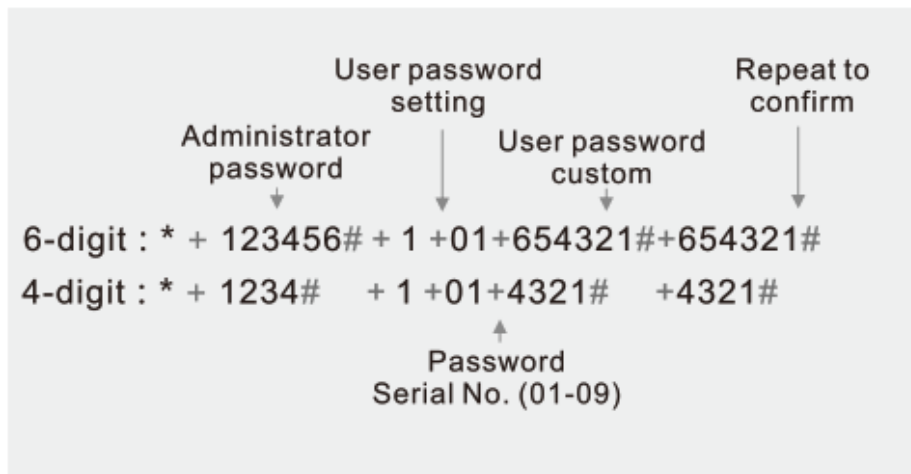 User password
setting
Repeat to
confirm
Administrator
password
User password
custom
6-digit : * + 123456# + 1 +01+654321#+654321#
4-digit : * + 1234# + 1 +01+4321# +4321#
Password
Serial No. (01-09)